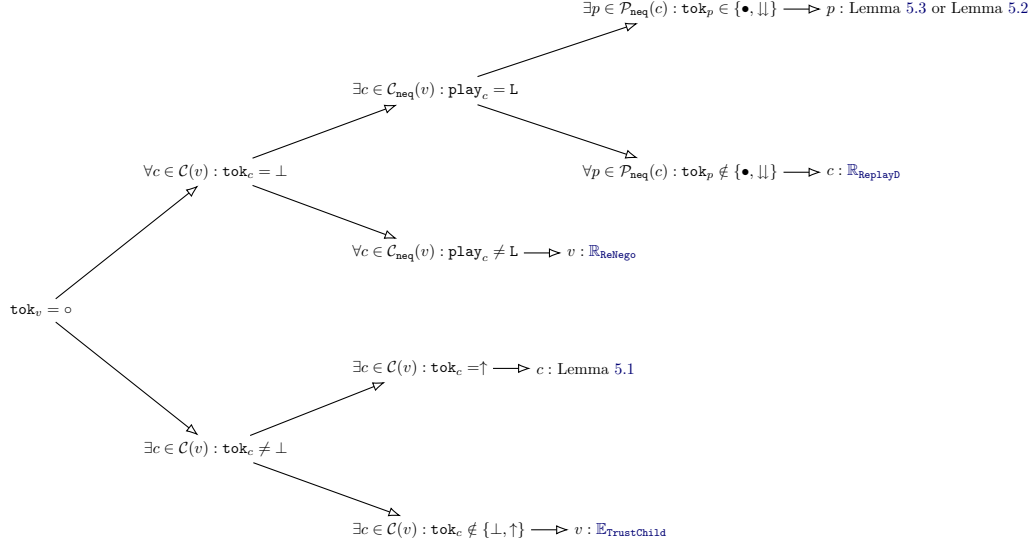 ∃p ∈ 𝒫_neq(c) : tok_p ∈ {•, ⇊} → p : Lemma 5.3 or Lemma 5.2
∃c ∈ 𝒞_neq(v) : play_c = L
∀c ∈ 𝒞(v) : tok_c = ⊥
∀p ∈ 𝒫_neq(c) : tok_p ∉ {•, ⇊} → c : ℝ_ReplayD
∀c ∈ 𝒞_neq(v) : play_c ≠ L → v : ℝ_ReNego
tok_v = ∘
∃c ∈ 𝒞(v) : tok_c =↑ → c : Lemma 5.1
∃c ∈ 𝒞(v) : tok_c ≠ ⊥
∃c ∈ 𝒞(v) : tok_c ∉ {⊥, ↑} → v : 𝔼_TrustChild